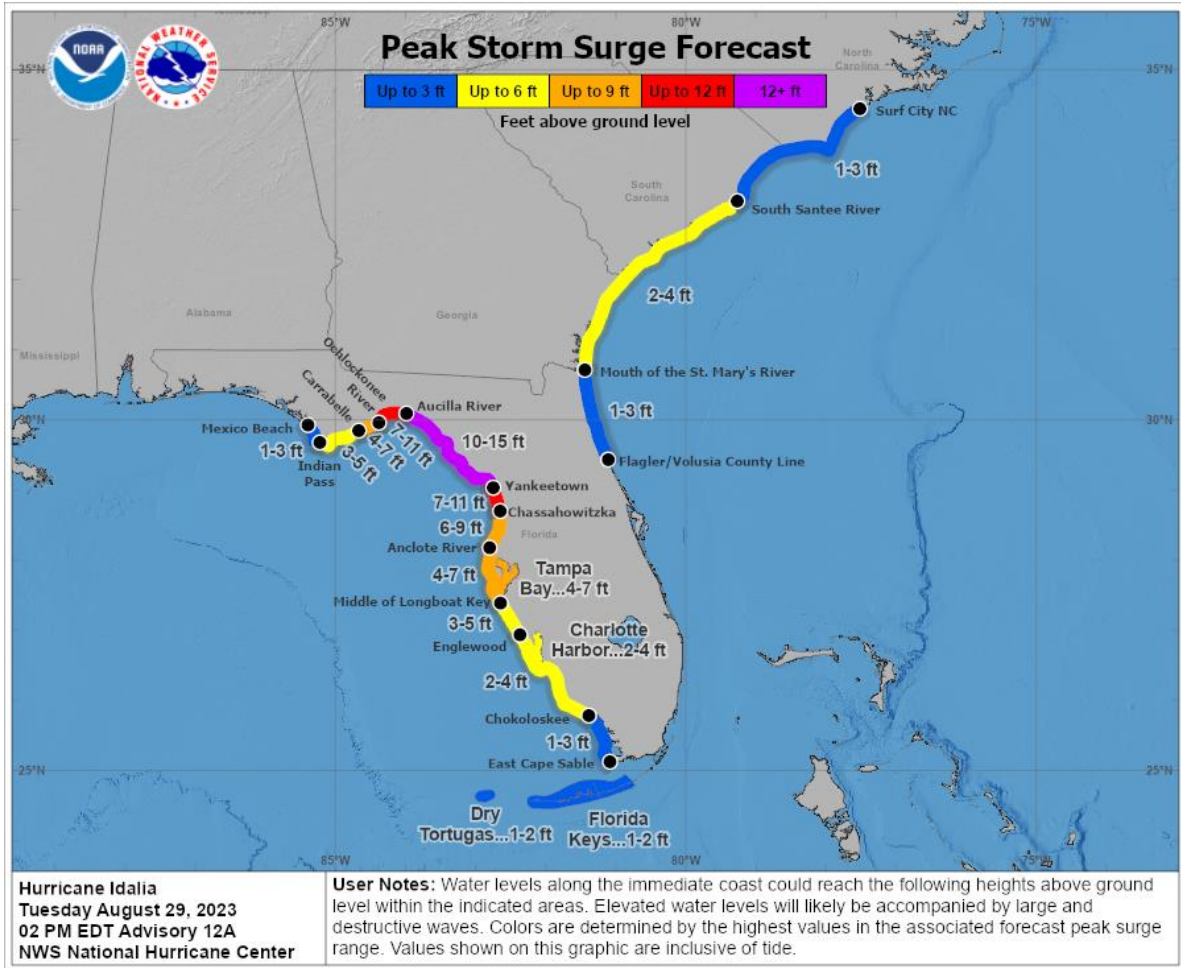 80°W
85°W
75°W
NOAA
NATIONAL WEATHER SERVICE
Peak Storm Surge Forecast
Up to 3 ft
Up to 6 ft
Up to 9 ft
Up to 12 ft
12+ ft
Feet above ground level
North
Carolina
35°N
35°N
Surf City NC
1-3 ft
South
Carolina
South Santee River
2-4 ft
Alabama
Georgia
Mississippi
Mouth of the St. Mary's River
1-3 ft
Flagler/Volusia County Line
Ochlockonee
River
Carrabelle
Aucilla River
30°N
30°N
Mexico Beach
1-3 ft
Indian
Pass
3-5 ft
4-7 ft
7-11 ft
10-15 ft
Yankeetown
7-11 ft
Chassahowitzka
6-9 ft
Florida
Anclote River
4-7 ft
Tampa
Bay...4-7 ft
Middle of Longboat Key
3-5 ft
Charlotte
Harbor...2-4 ft
Englewood
2-4 ft
Chokoloskee
1-3 ft
East Cape Sable
25°N
25°N
Dry
Tortugas...1-2 ft
Florida
Keys...1-2 ft
85°W
80°W
75°W
Hurricane Idalia
Tuesday August 29, 2023
02 PM EDT Advisory 12A
NWS National Hurricane Center
User Notes: Water levels along the immediate coast could reach the following heights above ground
level within the indicated areas. Elevated water levels will likely be accompanied by large and
destructive waves. Colors are determined by the highest values in the associated forecast peak surge
range. Values shown on this graphic are inclusive of tide.